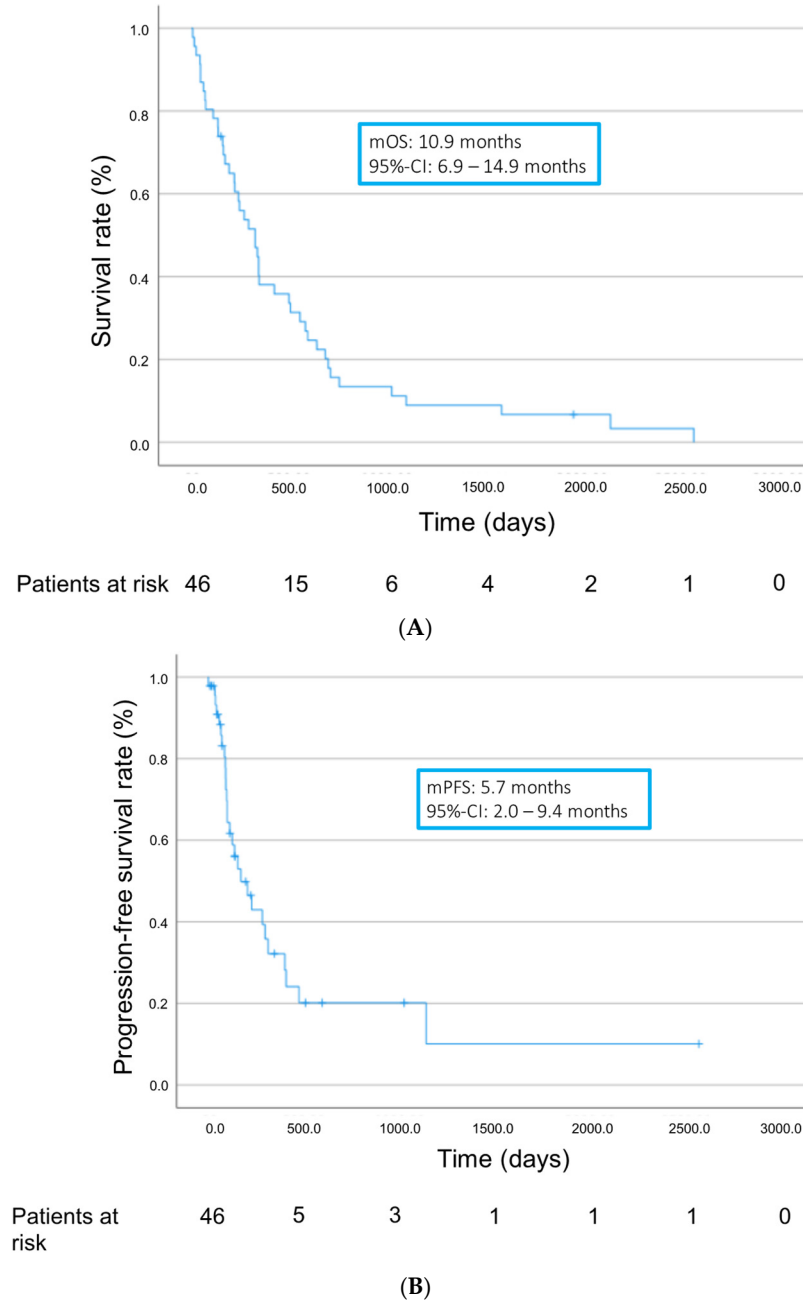 1.0
0.8
0.6
0.4
0.2
0.0
Survival rate (%)
mOS: 10.9 months
95%-CI: 6.9 – 14.9 months
0.0 500.0 1000.0 1500.0 2000.0 2500.0 3000.0
Time (days)
Patients at risk 46 15 6 4 2 1 0
(A)
1.0
0.8
0.6
0.4
0.2
0.0
Progression-free survival rate (%)
mPFS: 5.7 months
95%-CI: 2.0 – 9.4 months
0.0 500.0 1000.0 1500.0 2000.0 2500.0 3000.0
Time (days)
Patients at 46 5 3 1 1 1 0
risk
(B)